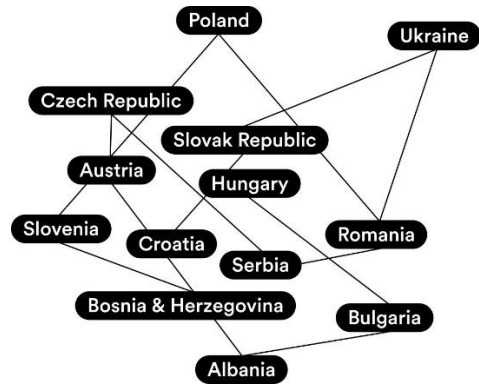 Poland
Ukraine
Czech Republic
Slovak Republic
Austria
Hungary
Slovenia
Croatia
Romania
Serbia
Bosnia & Herzegovina
Bulgaria
Albania